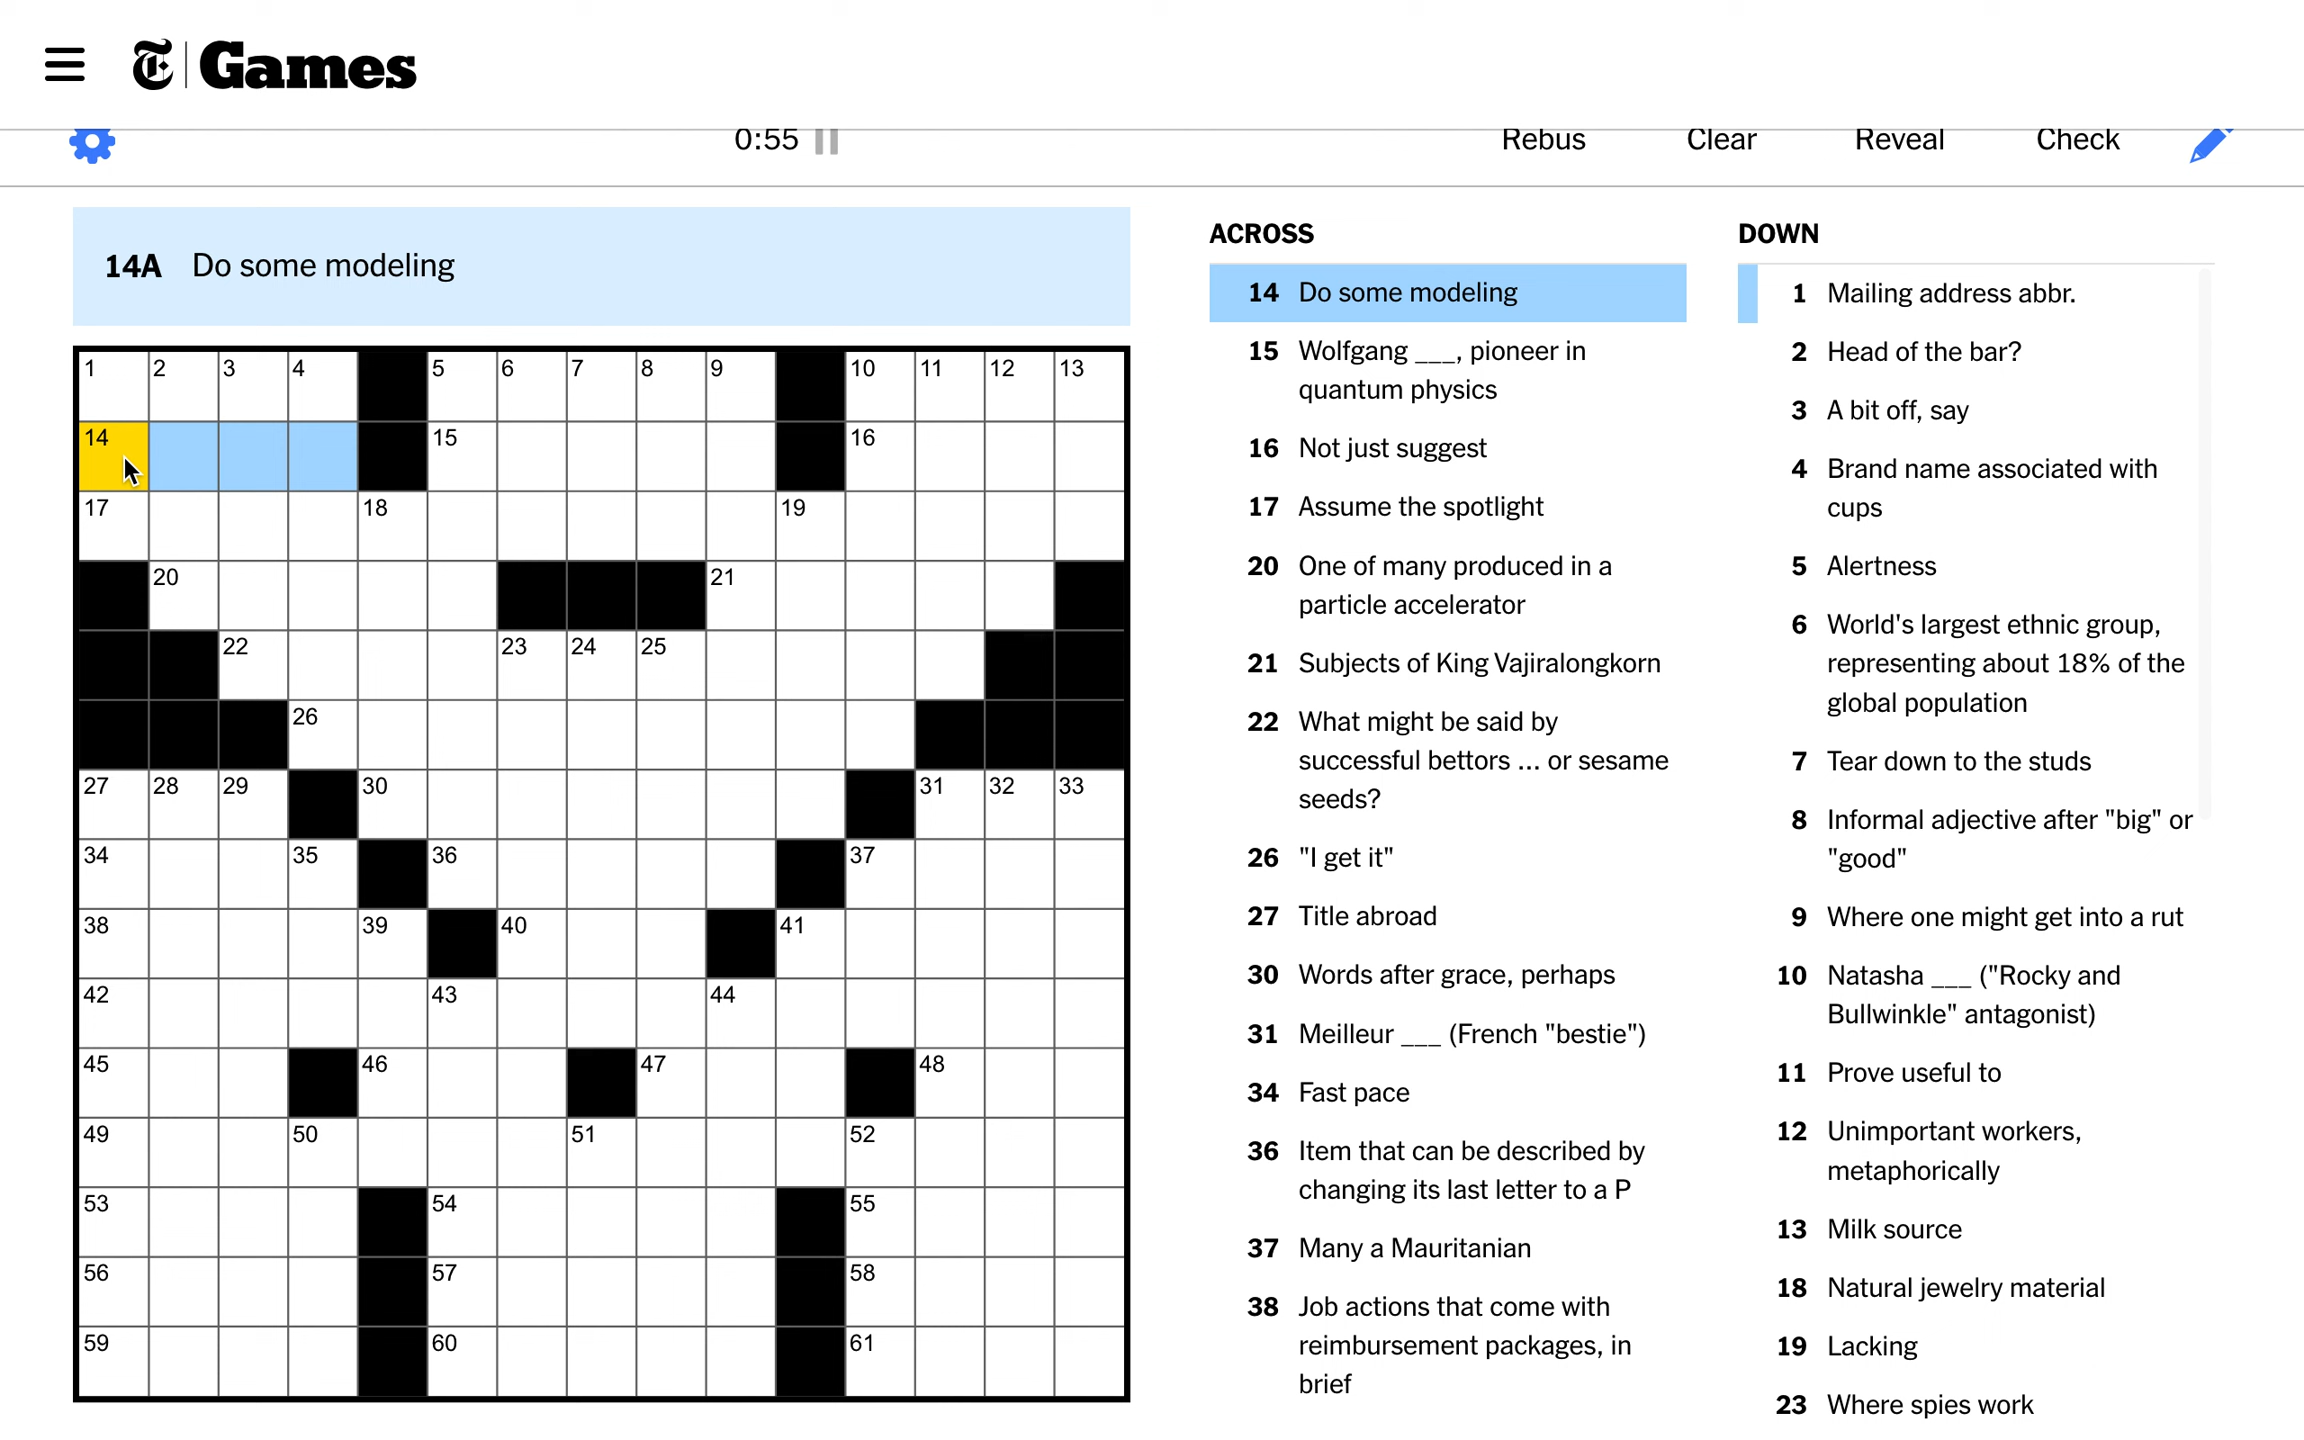 T Games
0:55
Rebus Clear Reveal Check
14A Do some modeling
1 2 3 4 5 6 7 8 9 10 11 12 13
14 15 16
17 18 19
20 21
22 23 24 25
26
27 28 29 30 31 32 33
34 35 36 37
38 39 40 41
42 43 44
45 46 47 48
49 50 51 52
53 54 55
56 57 58
59 60 61
ACROSS
14 Do some modeling
15 Wolfgang ___, pioneer in
quantum physics
16 Not just suggest
17 Assume the spotlight
20 One of many produced in a
particle accelerator
21 Subjects of King Vajiralongkorn
22 What might be said by
successful bettors ... or sesame
seeds?
26 "I get it"
27 Title abroad
30 Words after grace, perhaps
31 Meilleur ___ (French "bestie")
34 Fast pace
36 Item that can be described by
changing its last letter to a P
37 Many a Mauritanian
38 Job actions that come with
reimbursement packages, in
brief
DOWN
1 Mailing address abbr.
2 Head of the bar?
3 A bit off, say
4 Brand name associated with
cups
5 Alertness
6 World's largest ethnic group,
representing about 18% of the
global population
7 Tear down to the studs
8 Informal adjective after "big" or
"good"
9 Where one might get into a rut
10 Natasha ___ ("Rocky and
Bullwinkle" antagonist)
11 Prove useful to
12 Unimportant workers,
metaphorically
13 Milk source
18 Natural jewelry material
19 Lacking
23 Where spies work